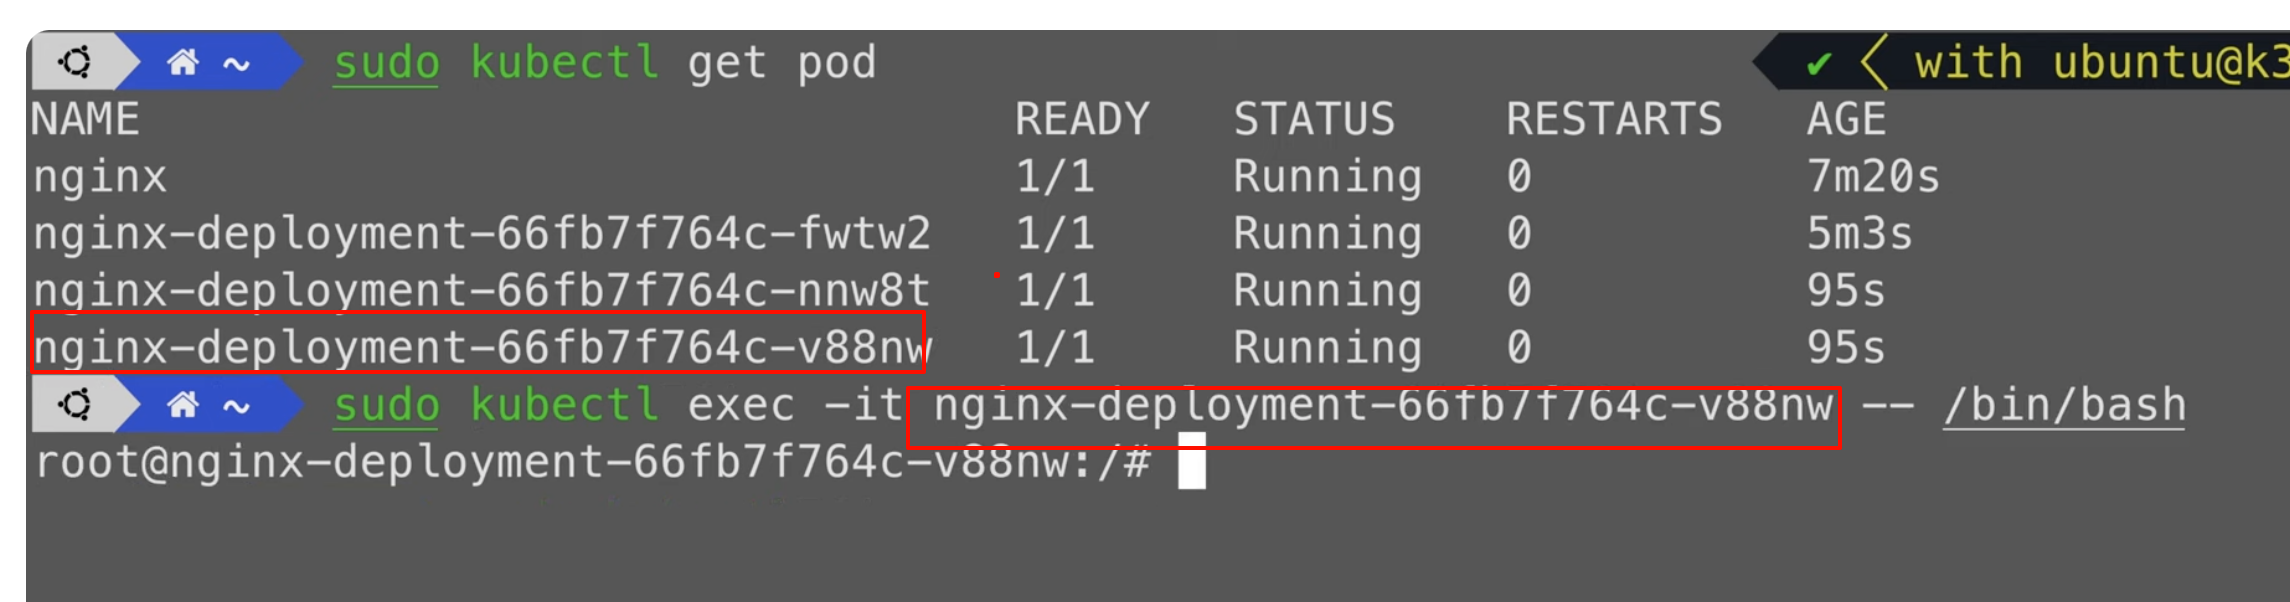 ~ sudo kubectl get pod ✔ with ubuntu@k3
NAME READY STATUS RESTARTS AGE
nginx 1/1 Running 0 7m20s
nginx-deployment-66fb7f764c-fwtw2 1/1 Running 0 5m3s
nginx-deployment-66fb7f764c-nnw8t 1/1 Running 0 95s
nginx-deployment-66fb7f764c-v88nw 1/1 Running 0 95s
~ sudo kubectl exec -it nginx-deployment-66fb7f764c-v88nw -- /bin/bash
root@nginx-deployment-66fb7f764c-v88nw:/#